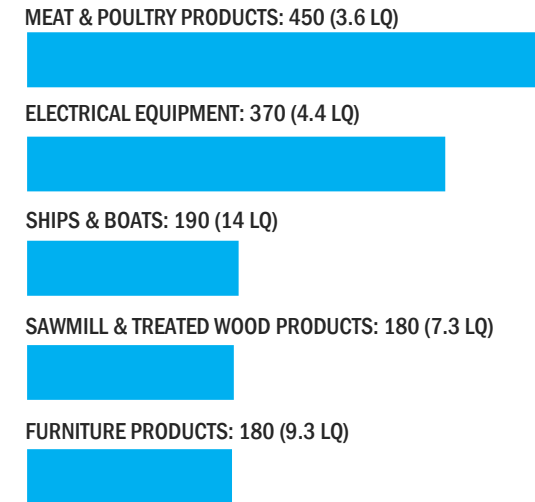 MEAT & POULTRY PRODUCTS: 450 (3.6 LQ)
ELECTRICAL EQUIPMENT: 370 (4.4 LQ)
SHIPS & BOATS: 190 (14 LQ)
SAWMILL & TREATED WOOD PRODUCTS: 180 (7.3 LQ)
FURNITURE PRODUCTS: 180 (9.3 LQ)